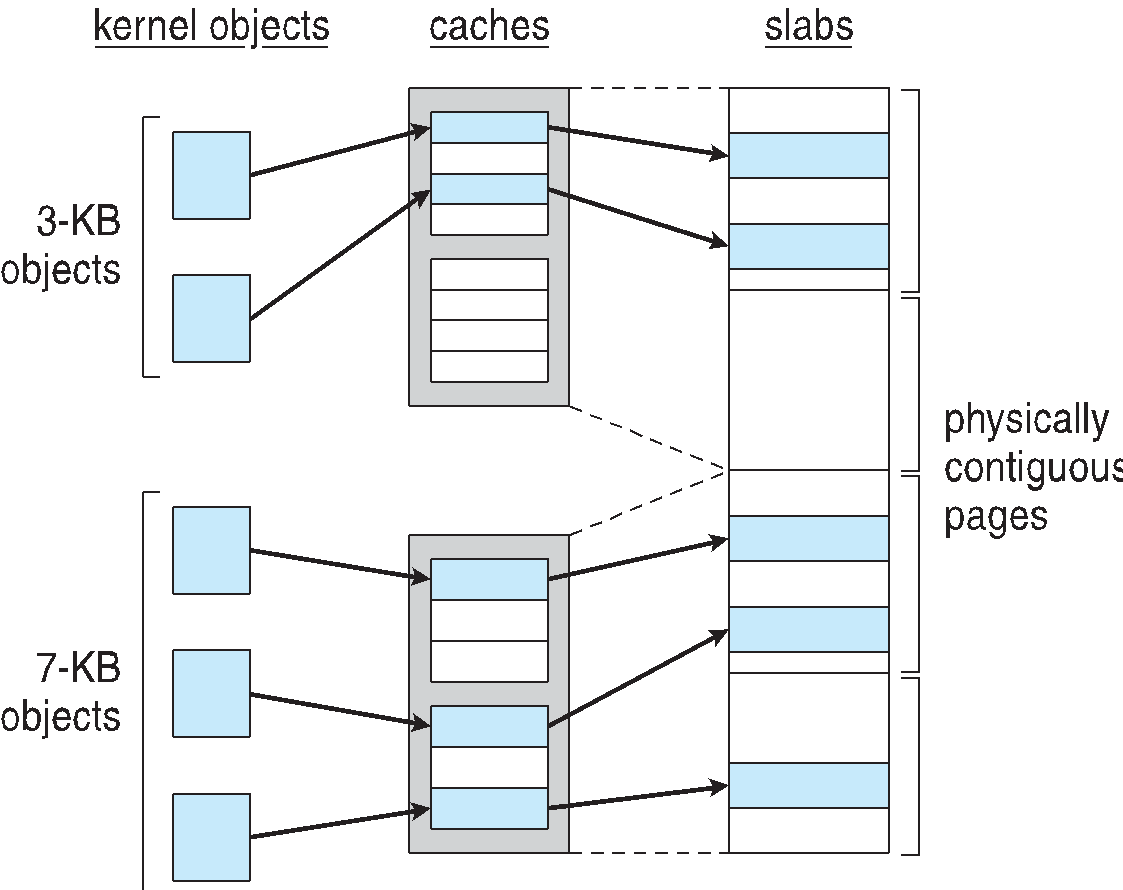 kernel objects
caches
slabs
3-KB
objects
physically
contiguous
pages
7-KB
objects